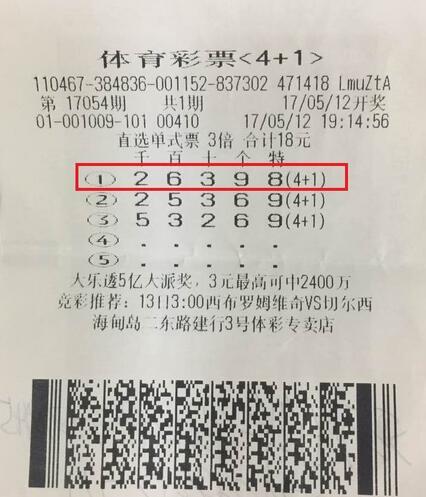 体育彩票<4+1>
110467-384836-001152-837302 471418 LmuZtA
第 17054期 共1期 17/05/12开奖
01-001009-101 00410 17/05/12 19:14:56
直选单式票 3倍 合计18元
千 百 十 个 特
① 2 6 3 9 8(4+1)
② 2 5 3 6 9(4+1)
③ 5 3 2 6 9(4+1)
④ . . . . .
⑤ . . . . .
大乐透5亿大派奖，3元最高可中2400万
竞彩推荐：13日3:00西布罗姆维奇VS切尔西
海甸岛二东路建行3号体彩专卖店